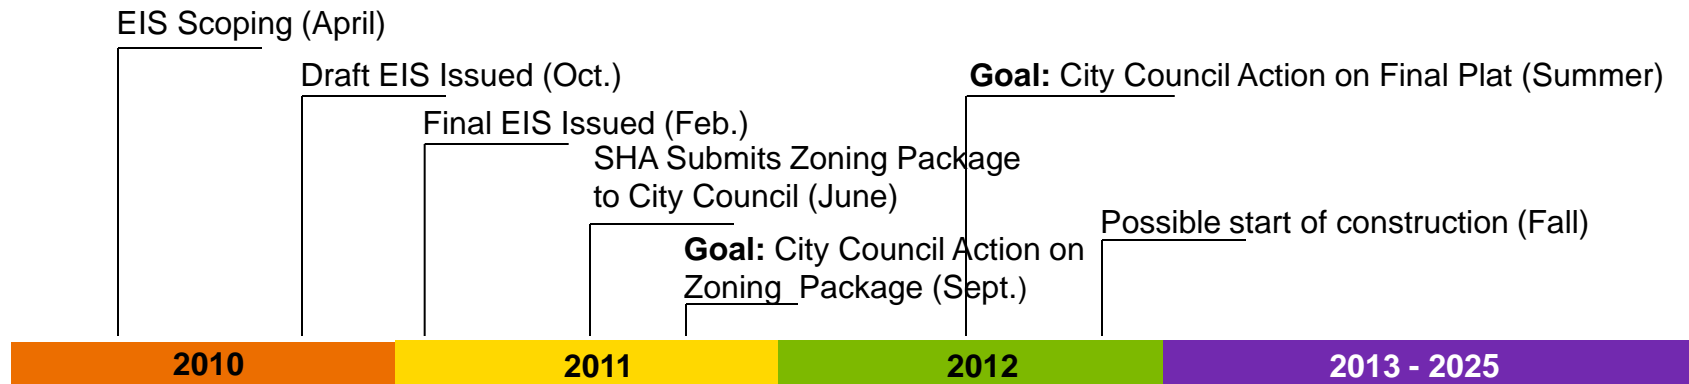 EIS Scoping (April)
Draft EIS Issued (Oct.)
Goal: City Council Action on Final Plat (Summer)
Final EIS Issued (Feb.)
SHA Submits Zoning Package
to City Council (June)
Possible start of construction (Fall)
Goal: City Council Action on
Zoning Package (Sept.)
2010
2011
2012
2013 - 2025